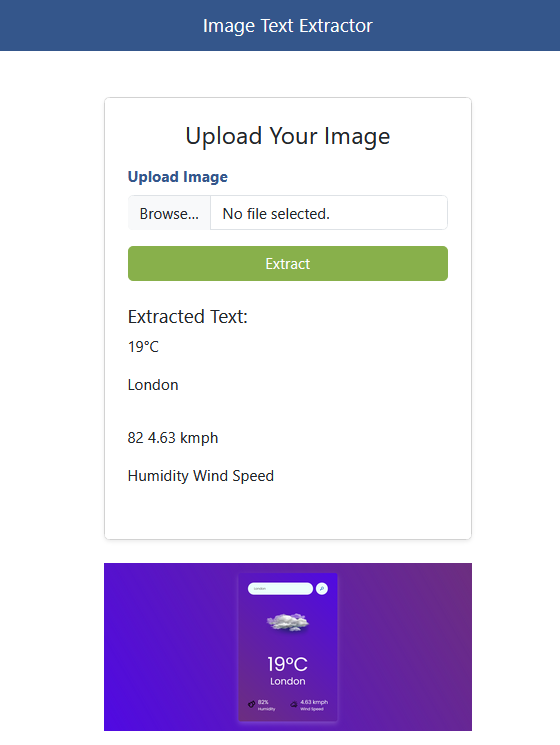 Image Text Extractor
Upload Your Image
Upload Image
Browse... No file selected.
Extract
Extracted Text:
19°C
London
82 4.63 kmph
Humidity Wind Speed
london
19°C
London
82% 4.63 kmph
Humidity Wind Speed